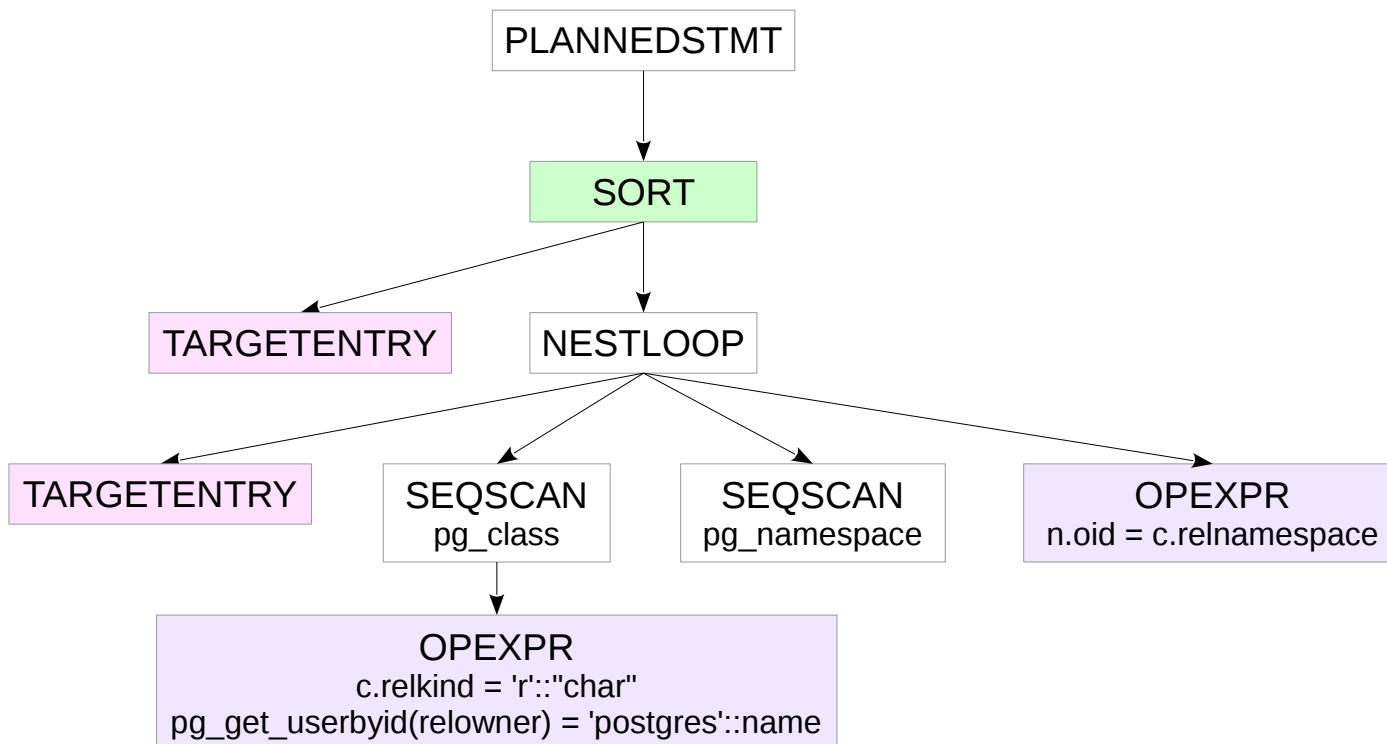 PLANNEDSTMT
SORT
TARGETENTRY
NESTLOOP
TARGETENTRY
SEQSCAN
pg_class
SEQSCAN
pg_namespace
OPEXPR
n.oid = c.relnamespace
OPEXPR
c.relkind = 'r'::"char"
pg_get_userbyid(relowner) = 'postgres'::name